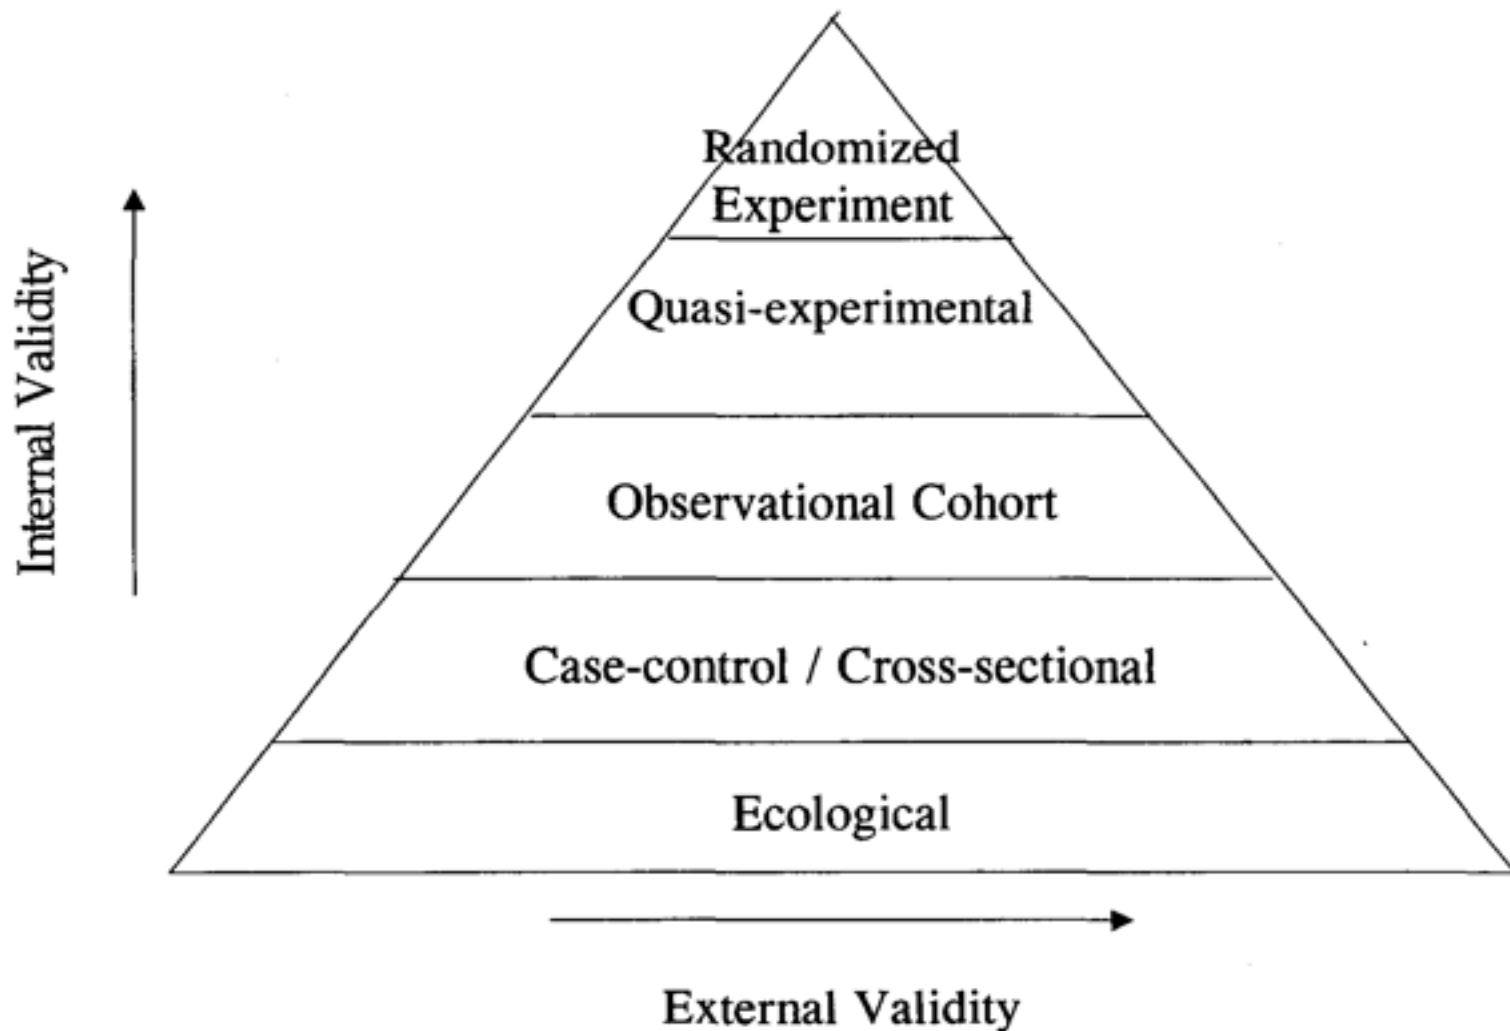 Randomized
Experiment
Quasi-experimental
Observational Cohort
Case-control / Cross-sectional
Ecological
Internal Validity
External Validity